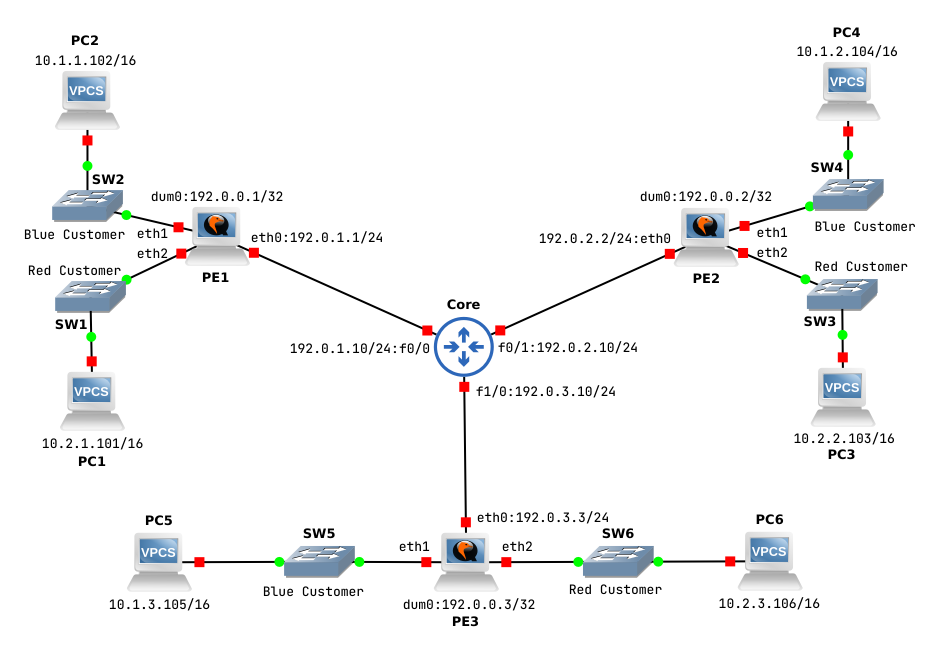 PC2
10.1.1.102/16
VPCS
SW2
Blue Customer
dum0:192.0.0.1/32
eth1
eth2
eth0:192.0.1.1/24
PE1
Red Customer
SW1
VPCS
10.2.1.101/16
PC1
PC4
10.1.2.104/16
VPCS
SW4
Blue Customer
dum0:192.0.0.2/32
eth1
eth2
192.0.2.2/24:eth0
PE2
Red Customer
SW3
VPCS
10.2.2.103/16
PC3
Core
192.0.1.10/24:f0/0
f0/1:192.0.2.10/24
f1/0:192.0.3.10/24
eth0:192.0.3.3/24
PC5
VPCS
10.1.3.105/16
SW5
Blue Customer
eth1
eth2
dum0:192.0.0.3/32
PE3
SW6
Red Customer
PC6
VPCS
10.2.3.106/16